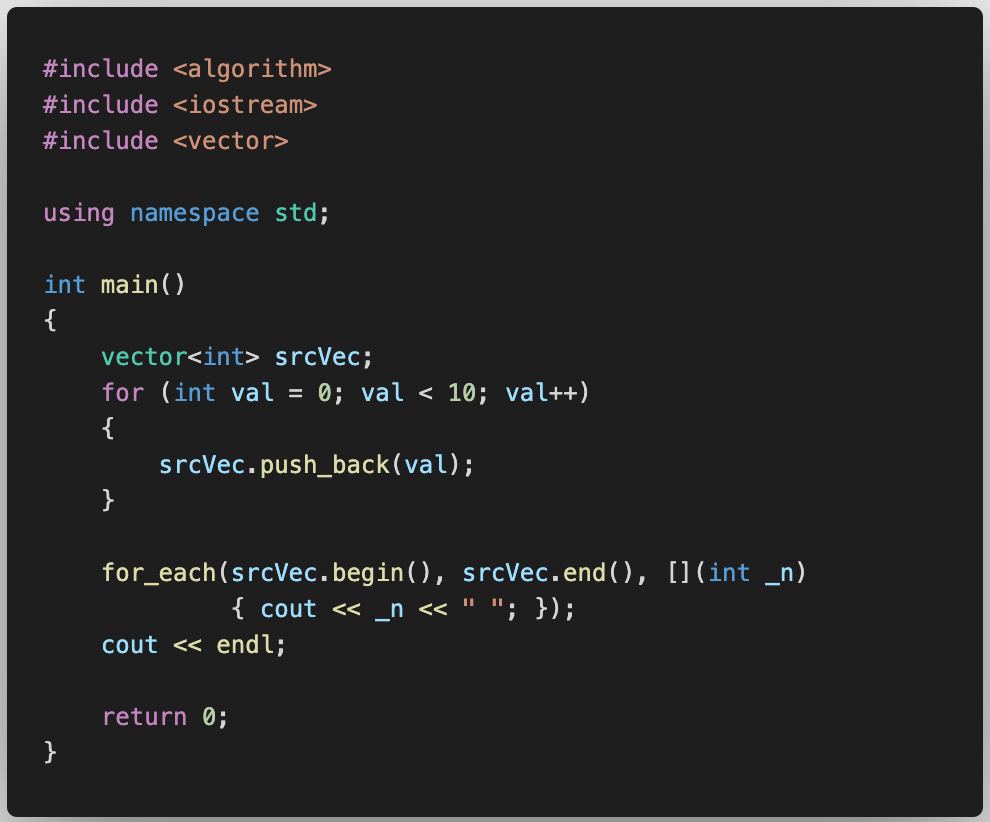 #include <algorithm>
#include <iostream>
#include <vector>

using namespace std;

int main()
{
    vector<int> srcVec;
    for (int val = 0; val < 10; val++)
    {
        srcVec.push_back(val);
    }

    for_each(srcVec.begin(), srcVec.end(), [](int _n)
             { cout << _n << " "; });
    cout << endl;

    return 0;
}